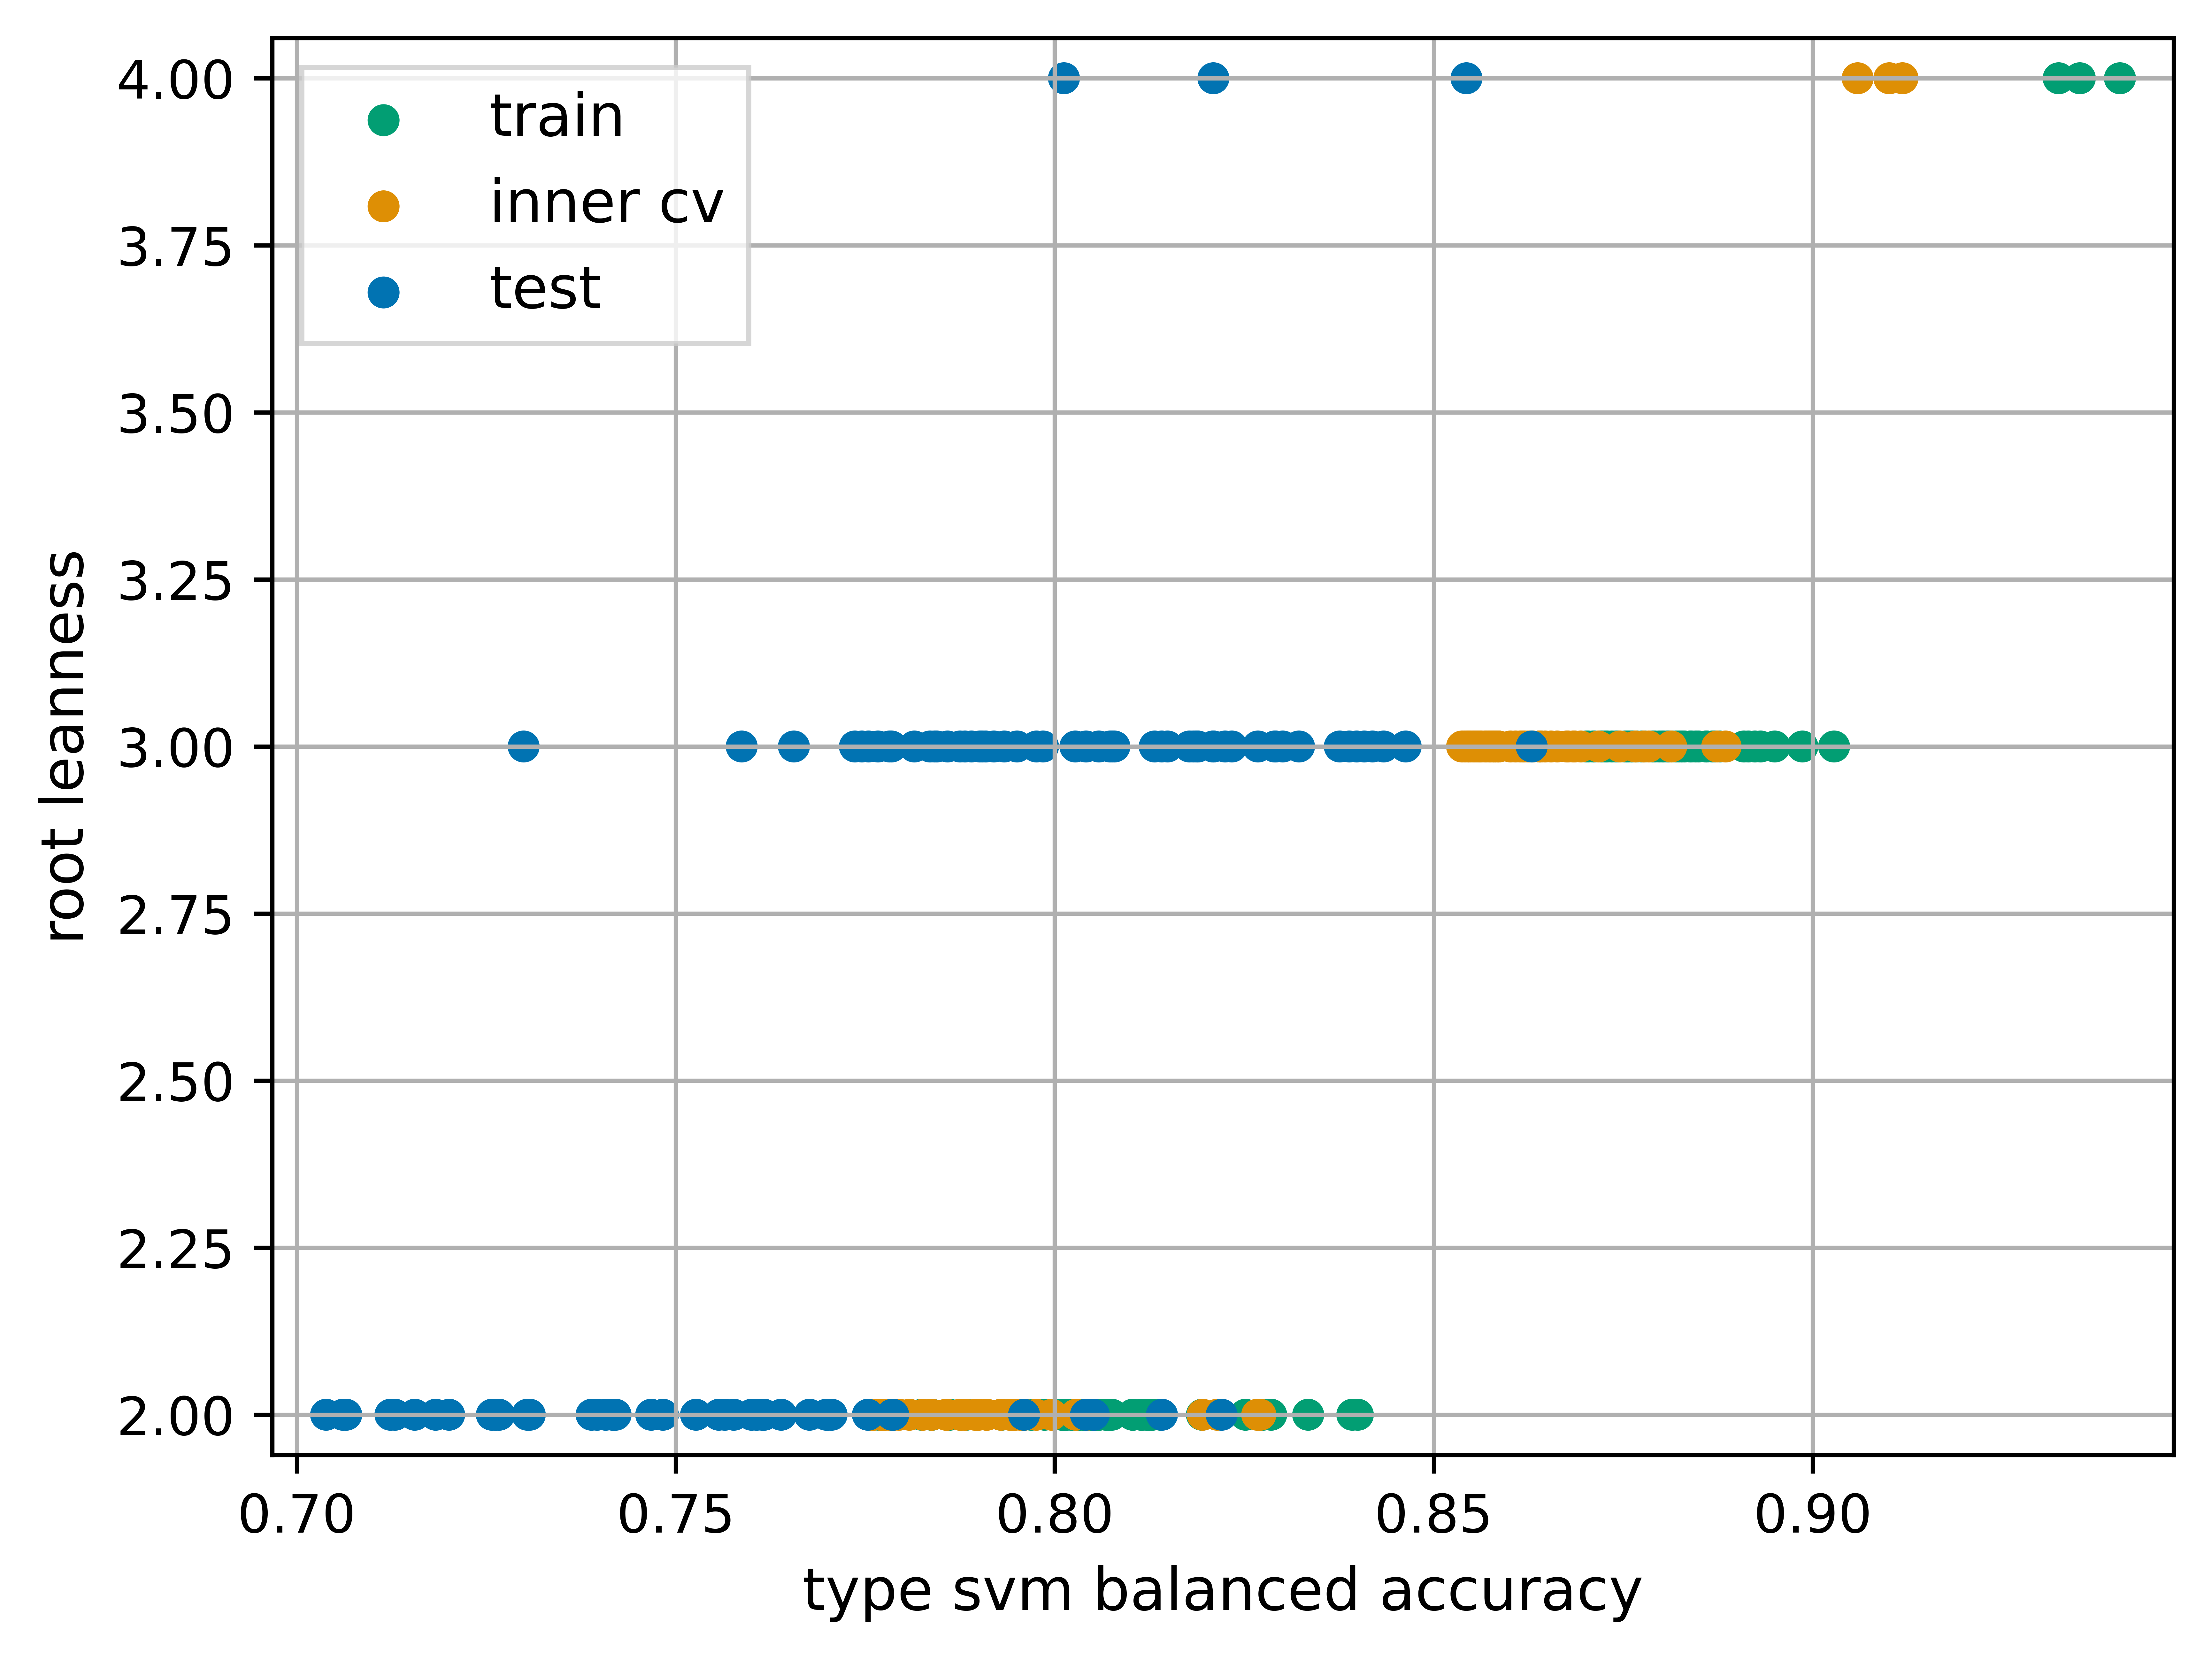 4.00
3.75
3.50
3.25
3.00
2.75
2.50
2.25
2.00
root leanness
train
inner cv
test
0.70 0.75 0.80 0.85 0.90
type svm balanced accuracy